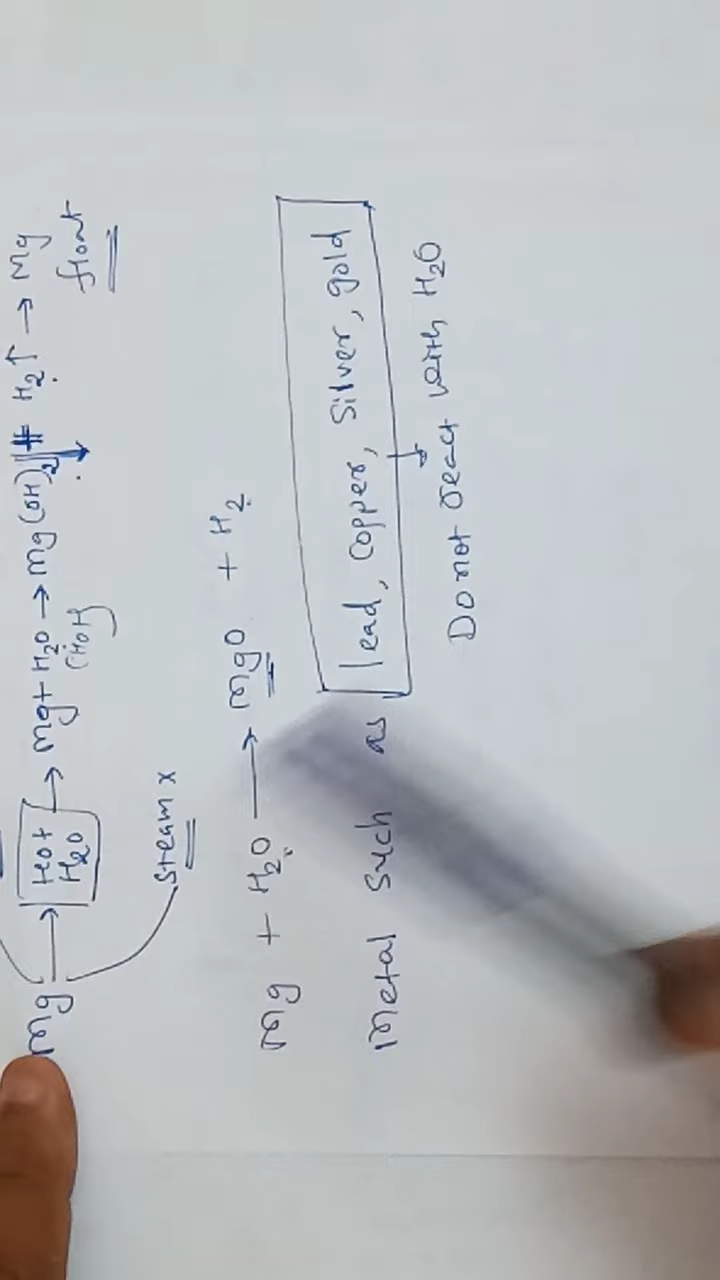 Mg → Hot H2O → Mg + H2O → Mg(OH)2 ↓ # H2↑ → Mg float
(HOH)
Steam x
Mg + H2O → MgO + H2
Metal such as lead, Copper, Silver, gold
Do not react with H2O